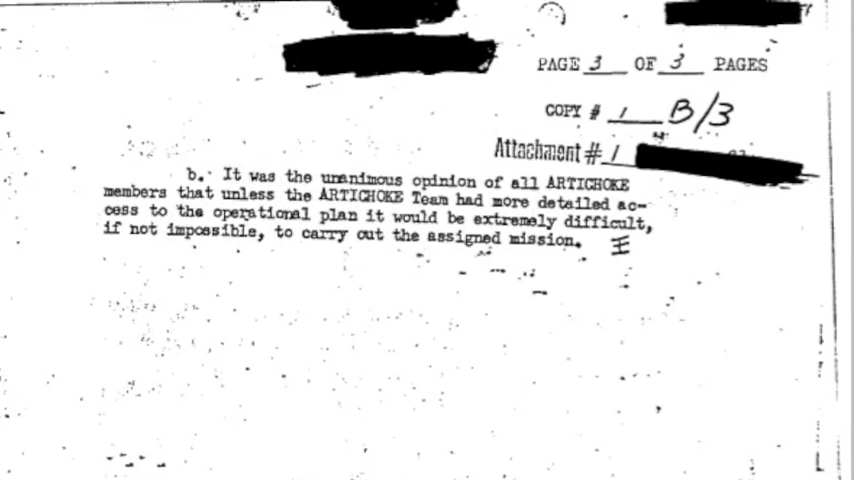 PAGE 3 OF 3 PAGES
COPY # 1 B/3
Attachment # 1
b. It was the unanimous opinion of all ARTICHOKE
members that unless the ARTICHOKE Team had more detailed ac-
cess to the operational plan it would be extremely difficult,
if not impossible, to carry out the assigned mission.